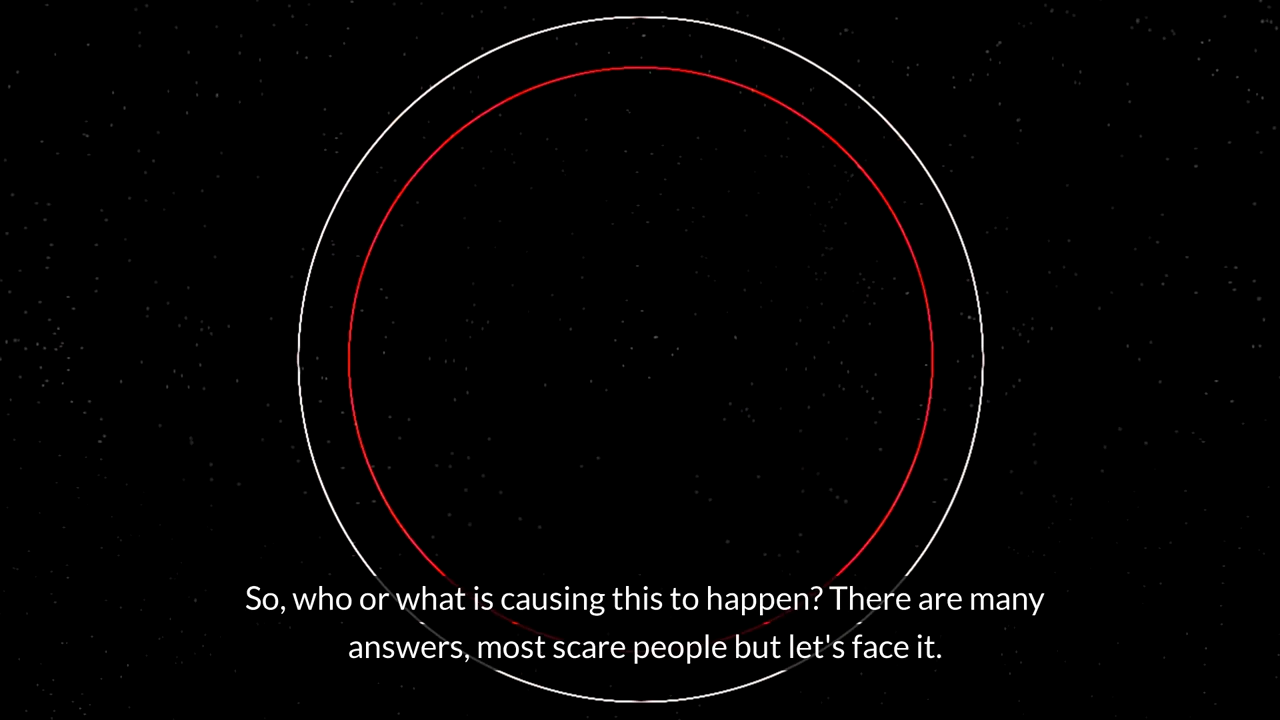 So, who or what is causing this to happen? There are many
answers, most scare people but let's face it.